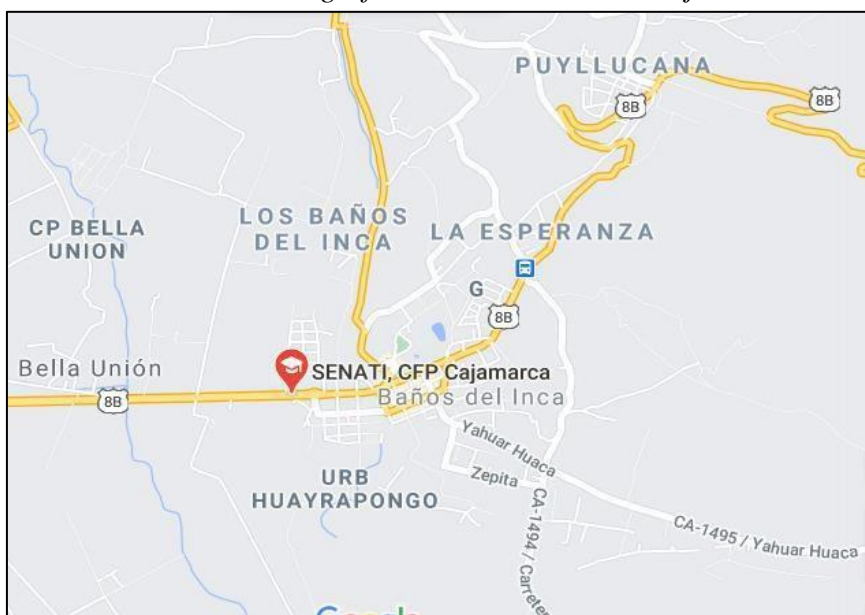 PUYLLUCANA
8B
8B
LOS BAÑOS
DEL INCA
LA ESPERANZA
CP BELLA
UNION
G
8B
Bella Unión
SENATI, CFP Cajamarca
8B
Baños del Inca
Yahuar Huaca
URB
HUAYRAPONGO
Zepita
CA-1494 / Carreter
CA-1495 / Yahuar Huaca